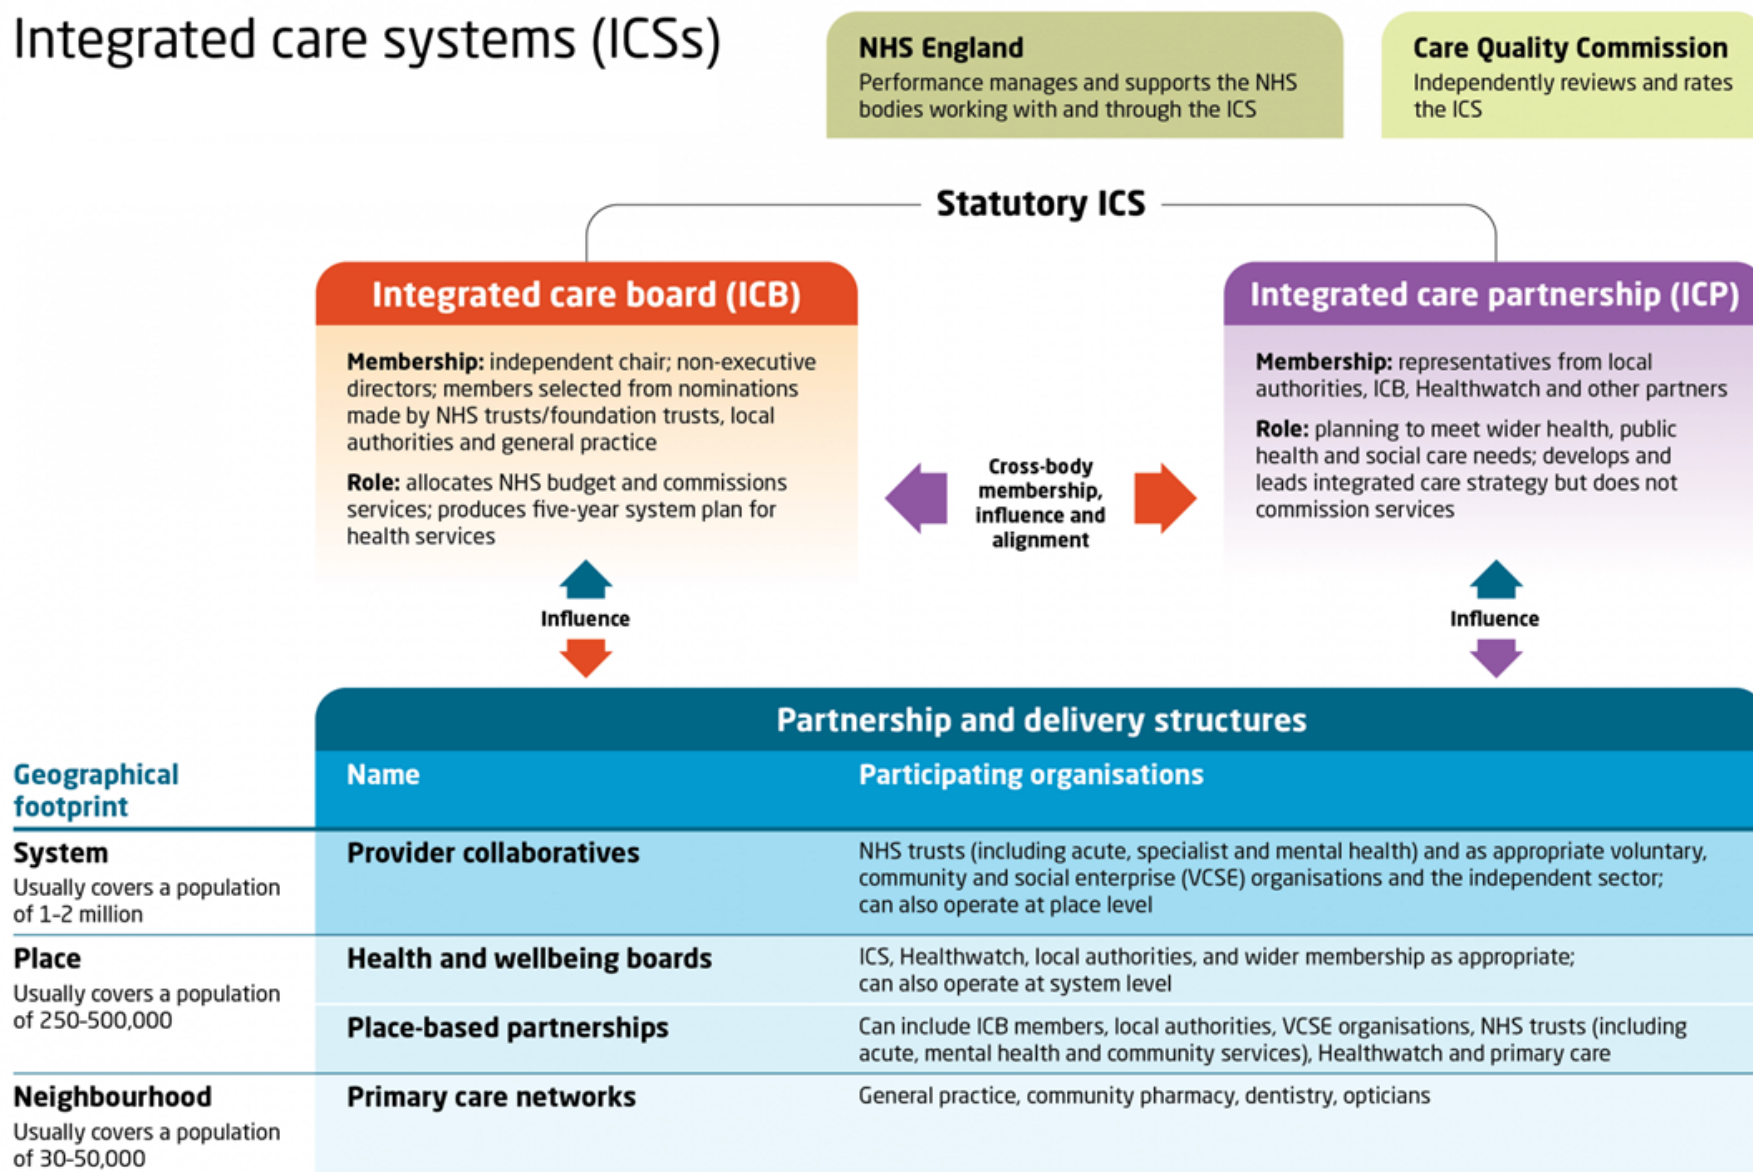 Integrated care systems (ICSs)
NHS England
Performance manages and supports the NHS
bodies working with and through the ICS
Care Quality Commission
Independently reviews and rates
the ICS
Statutory ICS
Integrated care board (ICB)
Membership: independent chair; non-executive
directors; members selected from nominations
made by NHS trusts/foundation trusts, local
authorities and general practice
Role: allocates NHS budget and commissions
services; produces five-year system plan for
health services
Cross-body
membership,
influence and
alignment
Integrated care partnership (ICP)
Membership: representatives from local
authorities, ICB, Healthwatch and other partners
Role: planning to meet wider health, public
health and social care needs; develops and
leads integrated care strategy but does not
commission services
Influence
Influence
Partnership and delivery structures
Geographical
footprint
Name
Participating organisations
System
Usually covers a population
of 1–2 million
Provider collaboratives
NHS trusts (including acute, specialist and mental health) and as appropriate voluntary,
community and social enterprise (VCSE) organisations and the independent sector;
can also operate at place level
Place
Usually covers a population
of 250–500,000
Health and wellbeing boards
ICS, Healthwatch, local authorities, and wider membership as appropriate;
can also operate at system level
Place-based partnerships
Can include ICB members, local authorities, VCSE organisations, NHS trusts (including
acute, mental health and community services), Healthwatch and primary care
Neighbourhood
Usually covers a population
of 30–50,000
Primary care networks
General practice, community pharmacy, dentistry, opticians